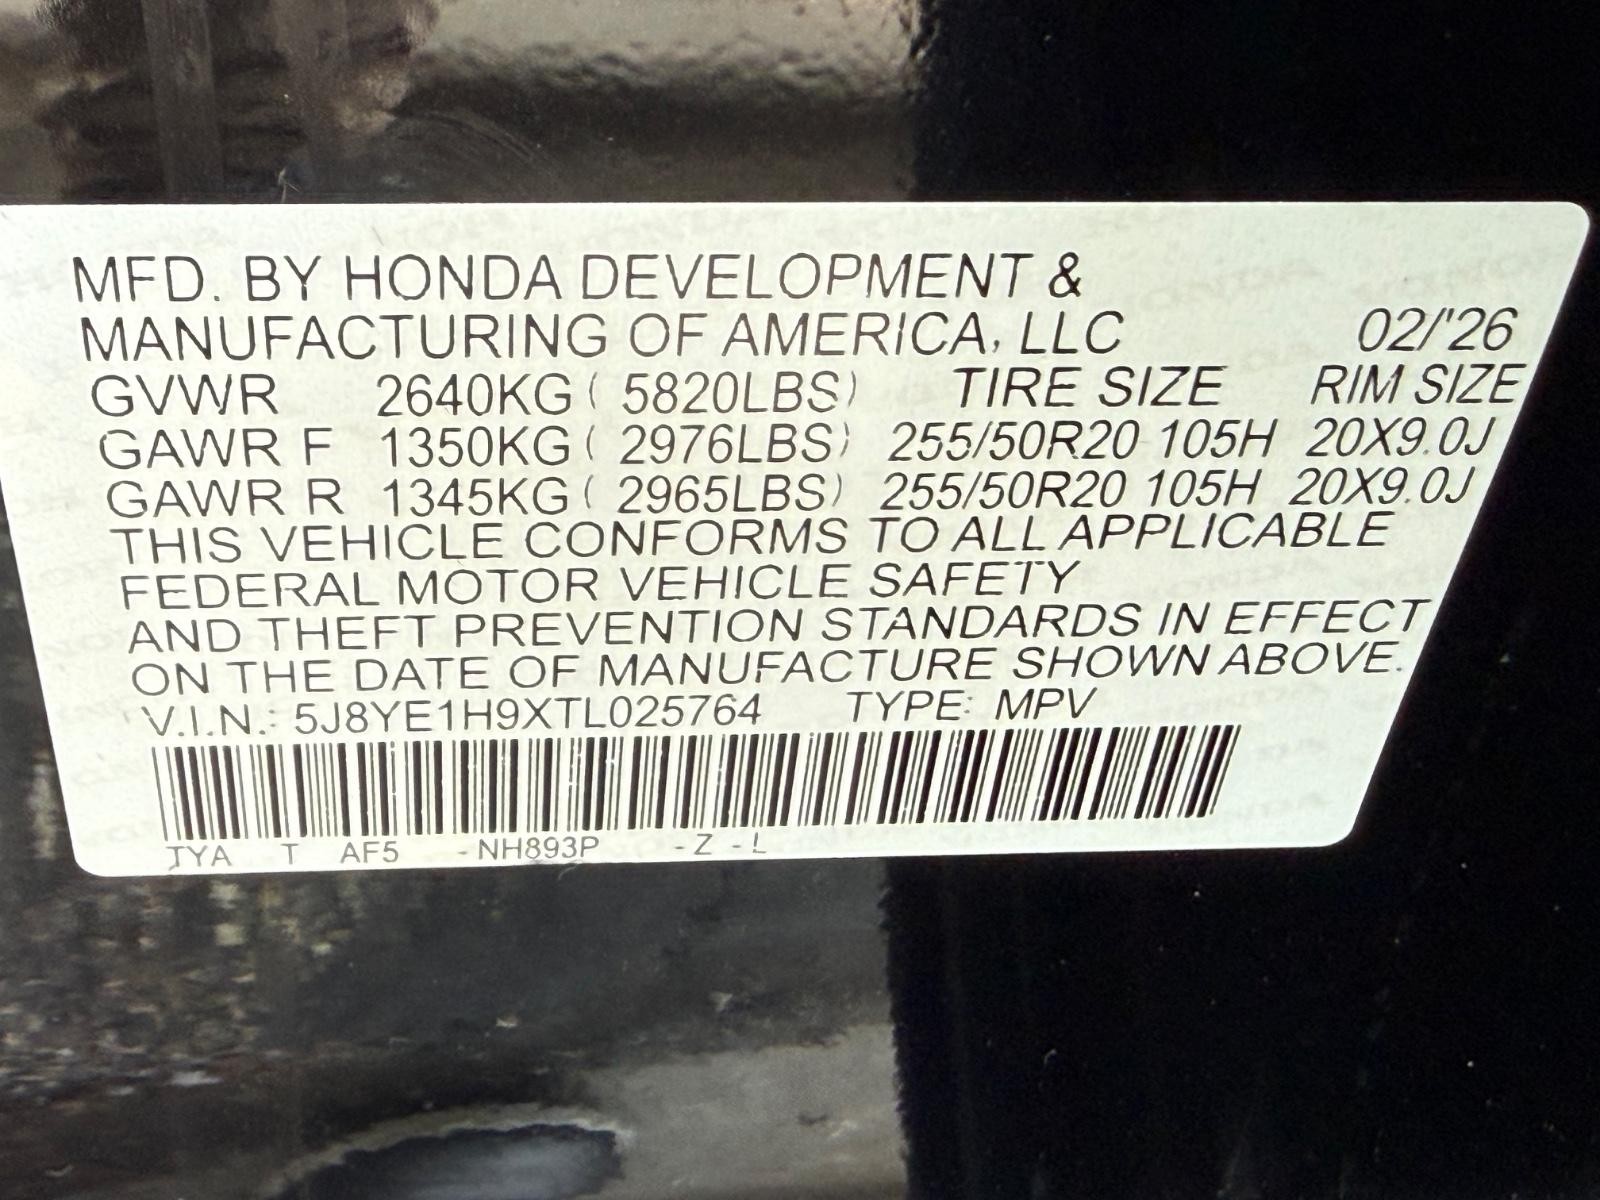 MFD. BY HONDA DEVELOPMENT &
MANUFACTURING OF AMERICA, LLC 02/'26
GVWR 2640KG ( 5820LBS) TIRE SIZE RIM SIZE
GAWR F 1350KG ( 2976LBS) 255/50R20 105H 20X9.0J
GAWR R 1345KG ( 2965LBS) 255/50R20 105H 20X9.0J
THIS VEHICLE CONFORMS TO ALL APPLICABLE
FEDERAL MOTOR VEHICLE SAFETY
AND THEFT PREVENTION STANDARDS IN EFFECT
ON THE DATE OF MANUFACTURE SHOWN ABOVE.
V.I.N.: 5J8YE1H9XTL025764 TYPE: MPV
TYA T AF5 -NH893P -Z -L